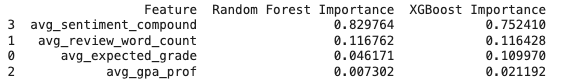 Feature Random Forest Importance XGBoost Importance
3 avg_sentiment_compound 0.829764 0.752410
1 avg_review_word_count 0.116762 0.116428
0 avg_expected_grade 0.046171 0.109970
2 avg_gpa_prof 0.007302 0.021192